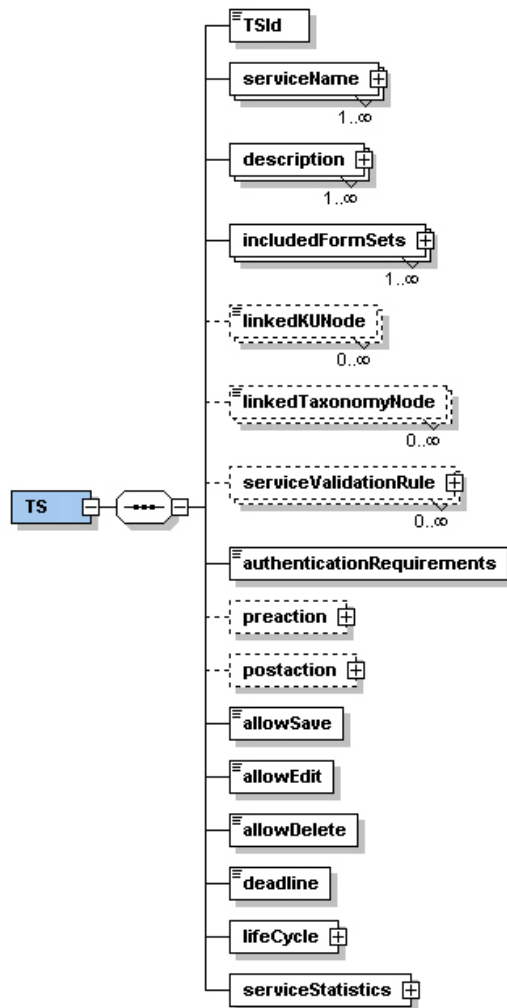 TSId
serviceName
1..∞
description
1..∞
includedFormSets
1..∞
linkedKUNode
0..∞
linkedTaxonomyNode
0..∞
serviceValidationRule
0..∞
TS
authenticationRequirements
preaction
postaction
allowSave
allowEdit
allowDelete
deadline
lifeCycle
serviceStatistics